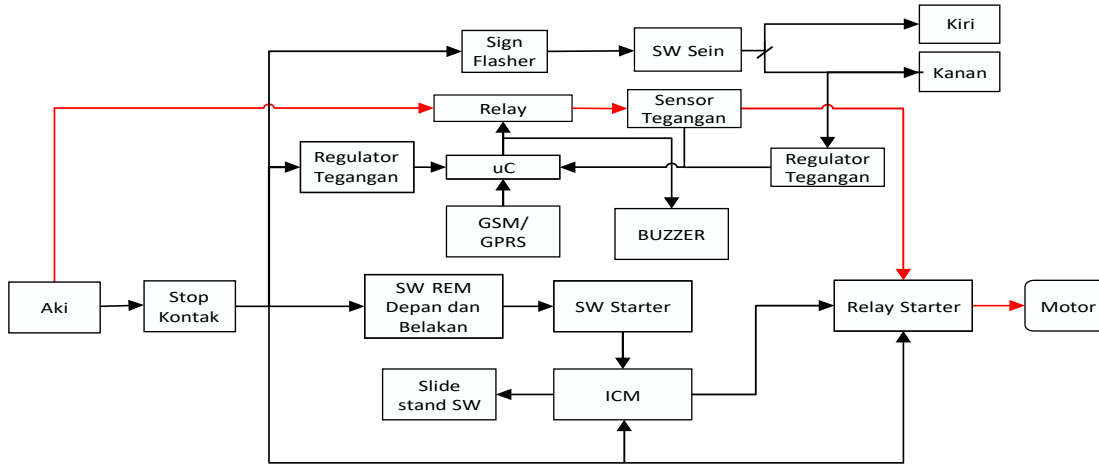 Kiri
Sign
Flasher
SW Sein
Kanan
Relay
Sensor
Tegangan
Regulator
Tegangan
uC
Regulator
Tegangan
GSM/
GPRS
BUZZER
Aki
Stop
Kontak
SW REM
Depan dan
Belakan
SW Starter
Relay Starter
Motor
Slide
stand SW
ICM